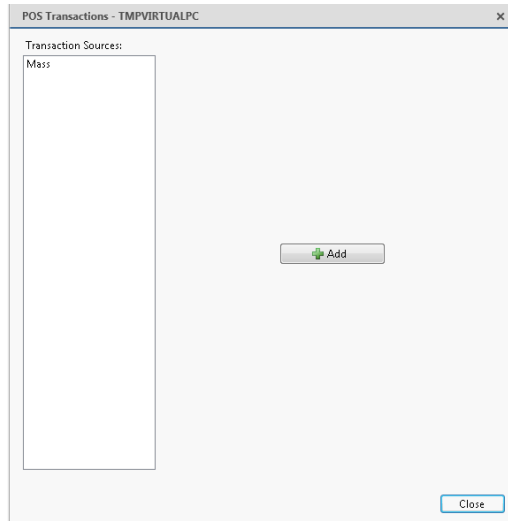 POS Transactions - TMPVIRTUALPC
Transaction Sources:
Mass
Add
Close